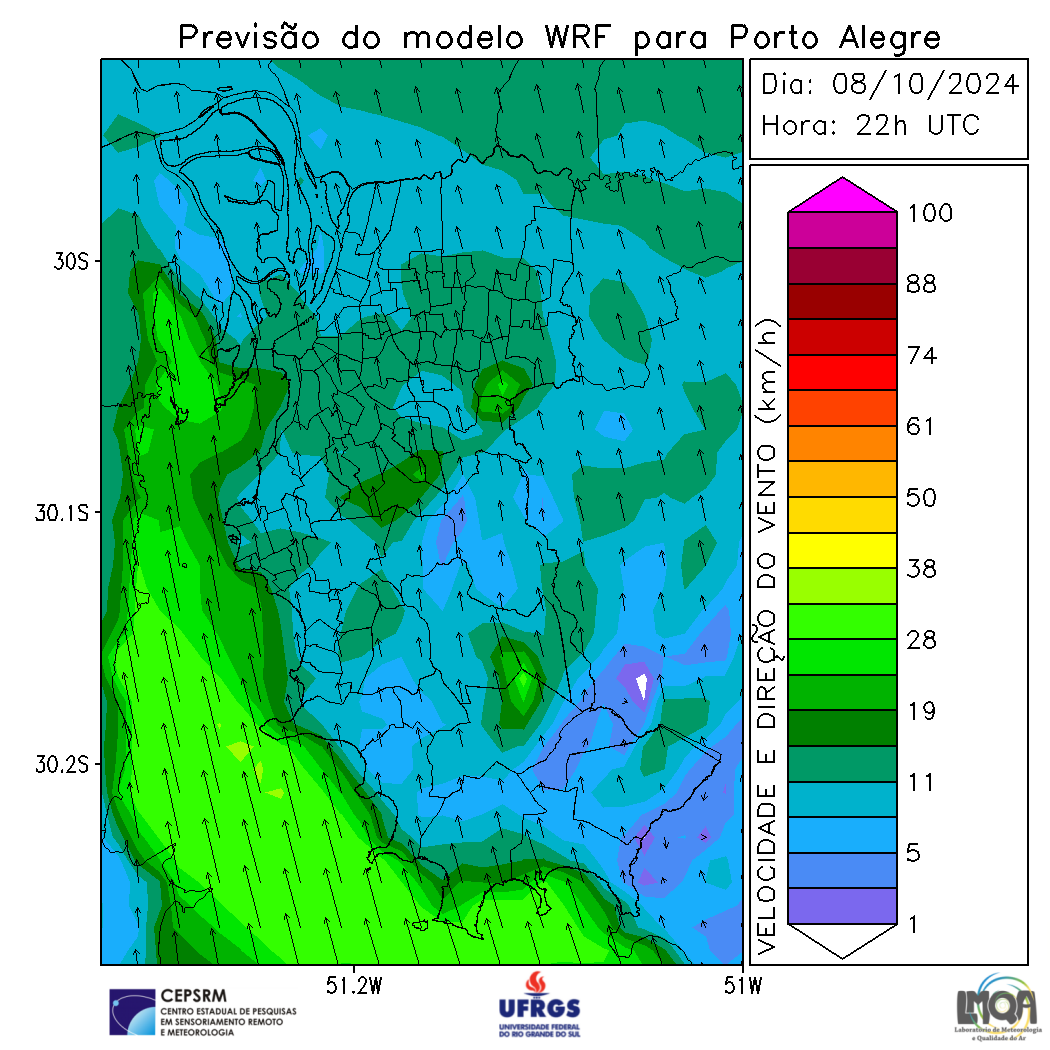 Previsão do modelo WRF para Porto Alegre
Dia: 08/10/2024
Hora: 22h UTC
30S
30.1S
30.2S
51.2W
51W
VELOCIDADE E DIREÇÃO DO VENTO (km/h)
100
88
74
61
50
38
28
19
11
5
1
CEPSRM
CENTRO ESTADUAL DE PESQUISAS
EM SENSORIAMENTO REMOTO
E METEOROLOGIA
UFRGS
UNIVERSIDADE FEDERAL
DO RIO GRANDE DO SUL
LMQA
Laboratório de Meteorologia
e Qualidade do Ar